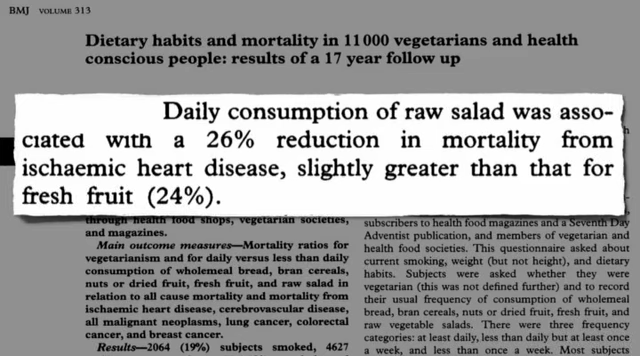 BMJ VOLUME 313
Dietary habits and mortality in 11 000 vegetarians and health
conscious people: results of a 17 year follow up
Daily consumption of raw salad was asso-
ciated with a 26% reduction in mortality from
ischaemic heart disease, slightly greater than that for
fresh fruit (24%).
through health food shops, vegetarian societies,
and magazines.
Main outcome measures—Mortality ratios for
vegetarianism and for daily versus less than daily
consumption of wholemeal bread, bran cereals,
nuts or dried fruit, fresh fruit, and raw salad in
relation to all cause mortality and mortality from
ischaemic heart disease, cerebrovascular disease,
all malignant neoplasms, lung cancer, colorectal
cancer, and breast cancer.
Results—2064 (19%) subjects smoked, 4627
subscribers to health food magazines and a Seventh Day
Adventist publication, and members of vegetarian and
health food societies. This questionnaire asked about
current smoking, weight (but not height), and dietary
habits. Subjects were asked whether they were
vegetarian (this was not defined further) and to record
their usual frequency of consumption of wholemeal
bread, bran cereals, nuts or dried fruit, fresh fruit, and
raw vegetable salads. There were three frequency
categories: at least daily, less than daily but at least once
a week, and less than once a week. Most subjects